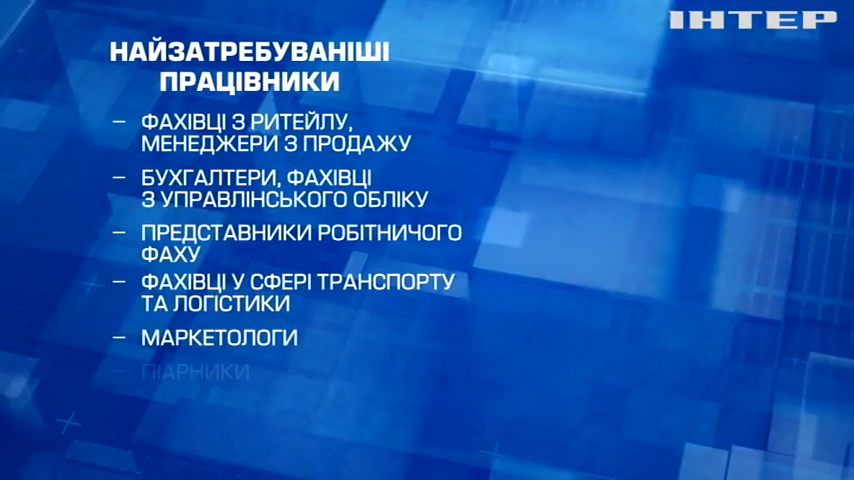 ІНТЕР
НАЙЗАТРЕБУВАНІШІ
ПРАЦІВНИКИ
– ФАХІВЦІ З РИТЕЙЛУ,
МЕНЕДЖЕРИ З ПРОДАЖУ
– БУХГАЛТЕРИ, ФАХІВЦІ
З УПРАВЛІНСЬКОГО ОБЛІКУ
– ПРЕДСТАВНИКИ РОБІТНИЧОГО
ФАХУ
– ФАХІВЦІ У СФЕРІ ТРАНСПОРТУ
ТА ЛОГІСТИКИ
– МАРКЕТОЛОГИ
– ПІАРНИКИ